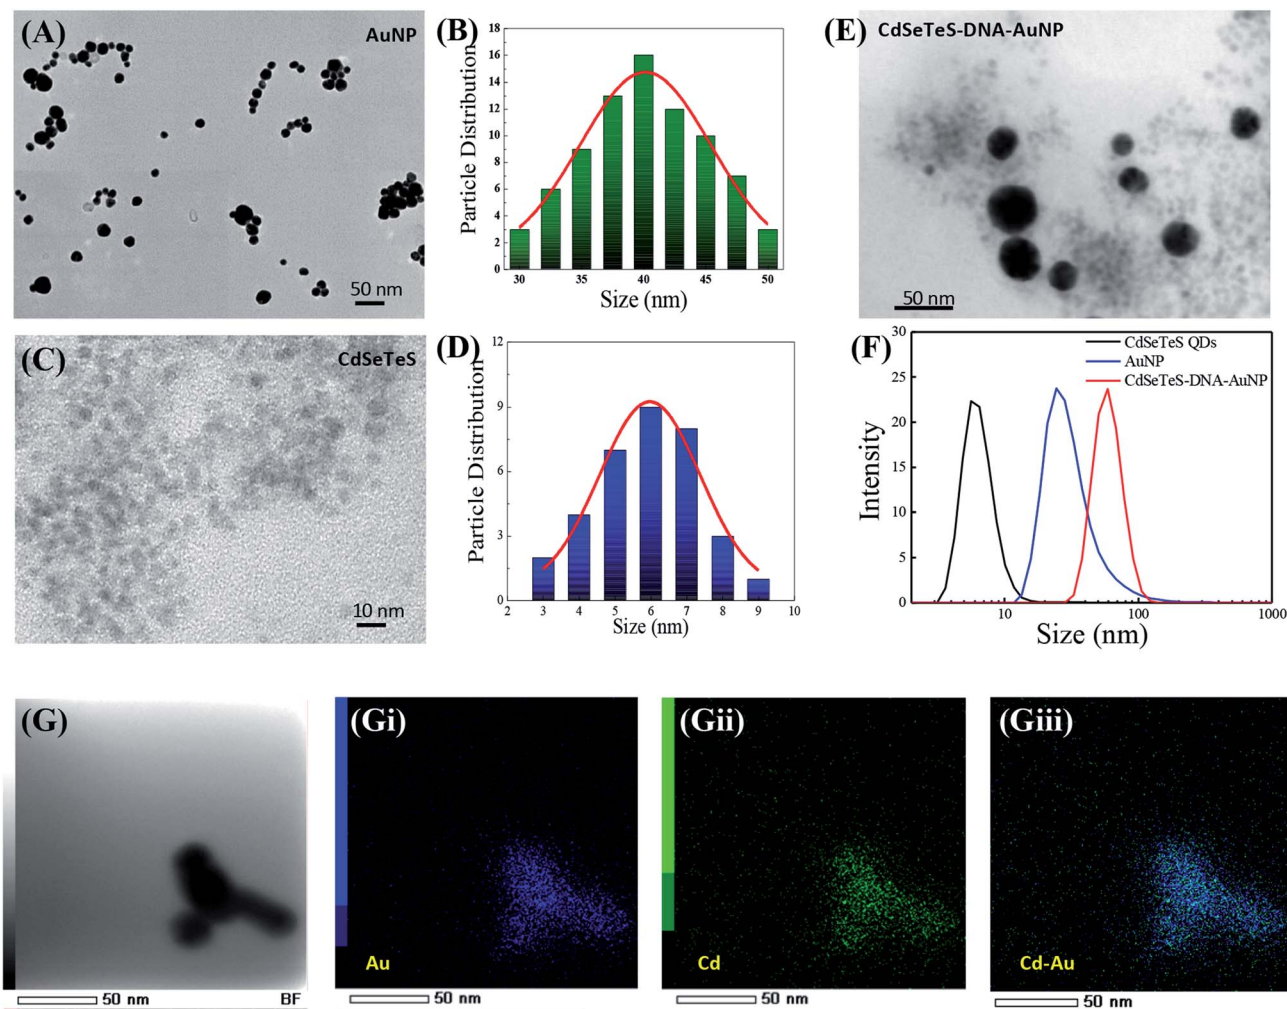 (A)
AuNP
50 nm
(B)
Particle Distribution
18
16
14
12
10
8
6
4
2
0
30 35 40 45 50
Size (nm)
(E)
CdSeTeS-DNA-AuNP
50 nm
(C)
CdSeTeS
10 nm
(D)
Particle Distribution
12
9
6
3
0
2 3 4 5 6 7 8 9 10
Size (nm)
(F)
Intensity
30
25
20
15
10
5
0
CdSeTeS QDs
AuNP
CdSeTeS-DNA-AuNP
10 100 1000
Size (nm)
(G)
50 nm BF
(Gi)
Au
50 nm
(Gii)
Cd
50 nm
(Giii)
Cd-Au
50 nm